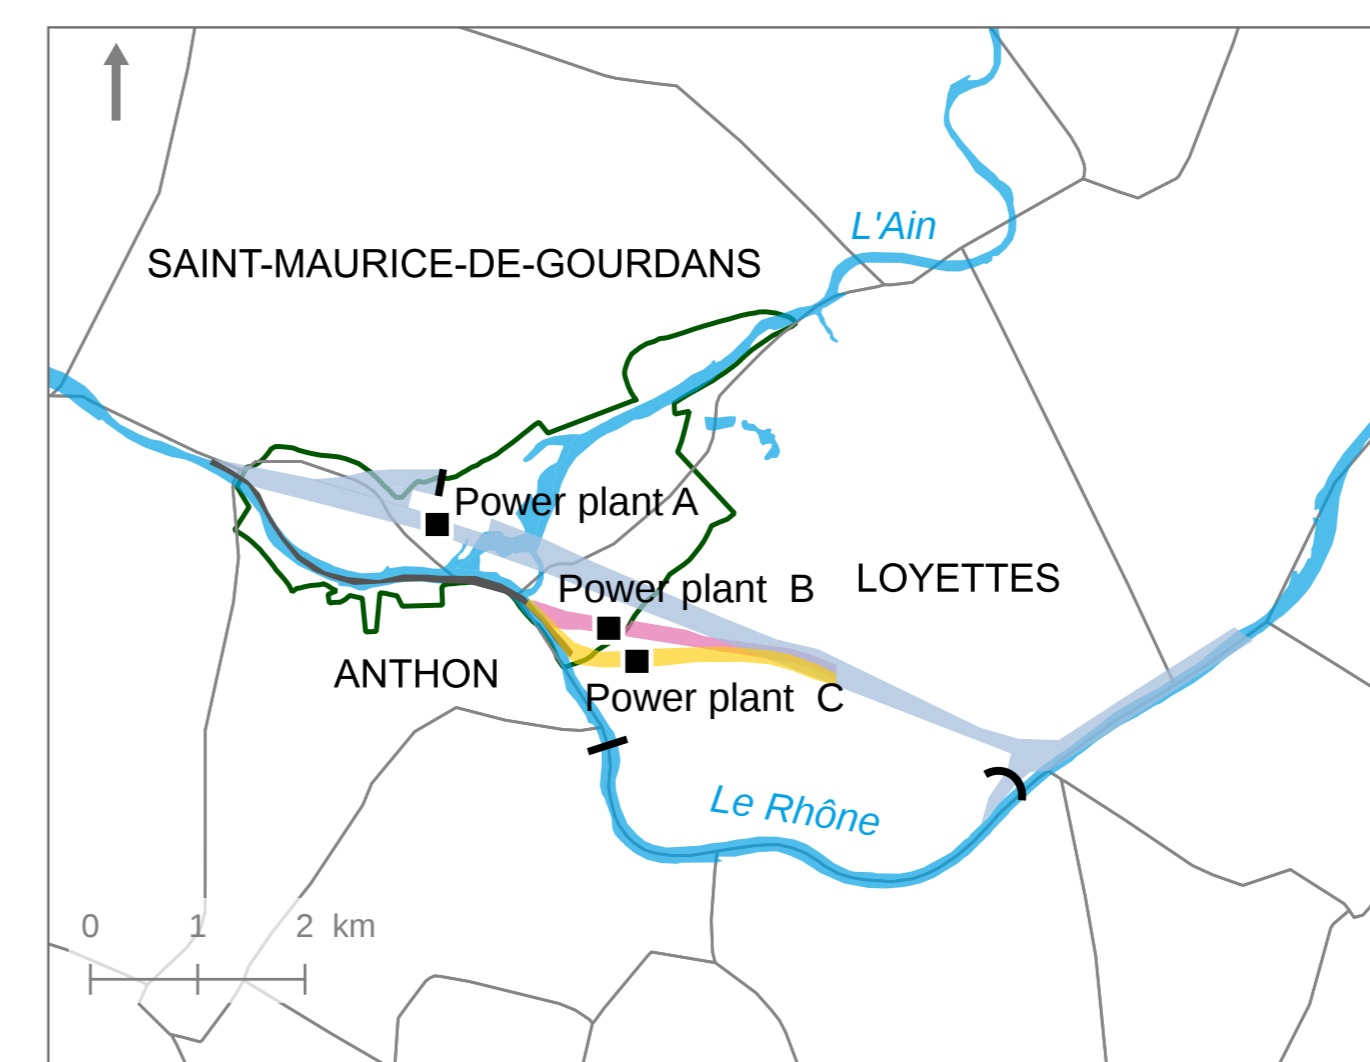 L'Ain
SAINT-MAURICE-DE-GOURDANS
Power plant A
Power plant B
LOYETTES
ANTHON
Power plant C
Le Rhône
0 1 2 km